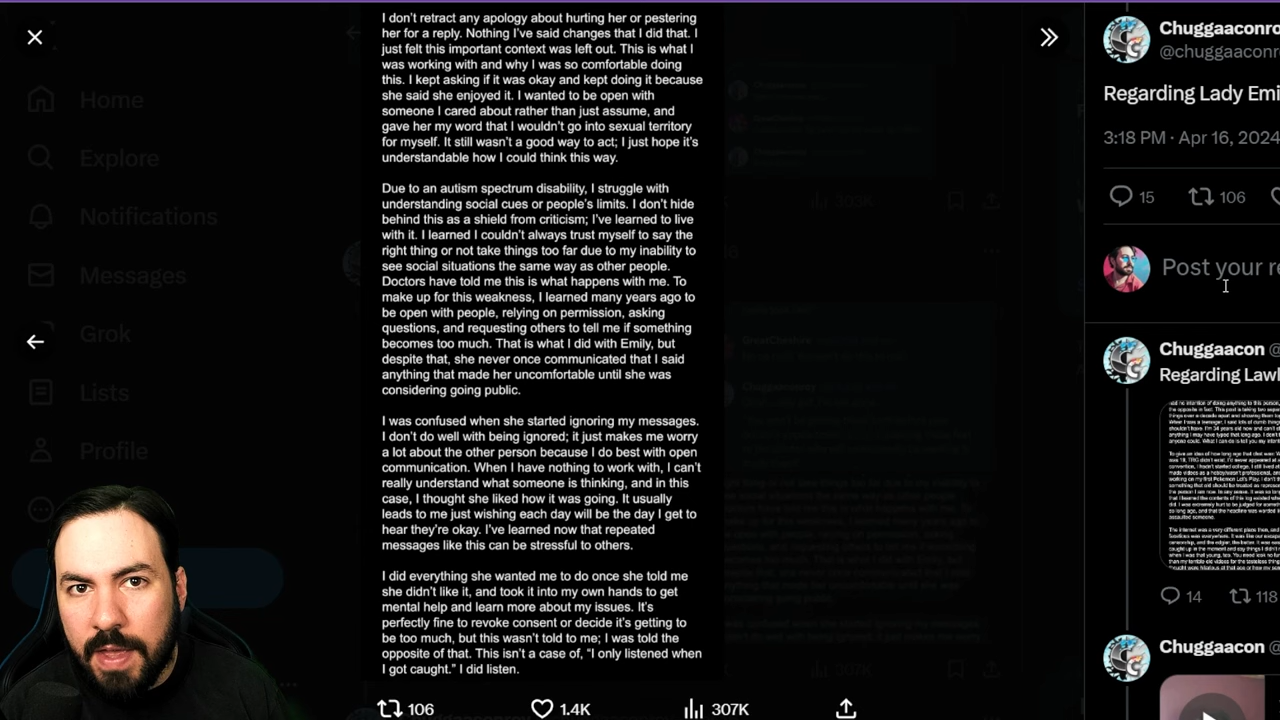 I don't retract any apology about hurting her or pestering
her for a reply. Nothing I've said changes that I did that. I
just felt this important context was left out. This is what I
was working with and why I was so comfortable doing
this. I kept asking if it was okay and kept doing it because
she said she enjoyed it. I wanted to be open with
someone I cared about rather than just assume, and
gave her my word that I wouldn't go into sexual territory
for myself. It still wasn't a good way to act; I just hope it's
understandable how I could think this way.
Due to an autism spectrum disability, I struggle with
understanding social cues or people's limits. I don't hide
behind this as a shield from criticism; I've learned to live
with it. I learned I couldn't always trust myself to say the
right thing or not take things too far due to my inability to
see social situations the same way as other people.
Doctors have told me this is what happens with me. To
make up for this weakness, I learned many years ago to
be open with people, relying on permission, asking
questions, and requesting others to tell me if something
becomes too much. That is what I did with Emily, but
despite that, she never once communicated that I said
anything that made her uncomfortable until she was
considering going public.
I was confused when she started ignoring my messages.
I don't do well with being ignored; it just makes me worry
a lot about the other person because I do best with open
communication. When I have nothing to work with, I can't
really understand what someone is thinking, and in this
case, I thought she liked how it was going. It usually
leads to me just wishing each day will be the day I get to
hear they're okay. I've learned now that repeated
messages like this can be stressful to others.
I did everything she wanted me to do once she told me
she didn't like it, and took it into my own hands to get
mental help and learn more about my issues. It's
perfectly fine to revoke consent or decide it's getting to
be too much, but this wasn't told to me; I was told the
opposite of that. This isn't a case of, "I only listened when
I got caught." I did listen.
106
1.4K
307K
Home
Explore
Notifications
Messages
Grok
Lists
Profile
303K
307K
Chuggaaconro
@chuggaaconr
Regarding Lady Emi
3:18 PM · Apr 16, 2024
15
106
Post your re
Chuggaacon @
Regarding Lawl
14
118
Chuggaacon @